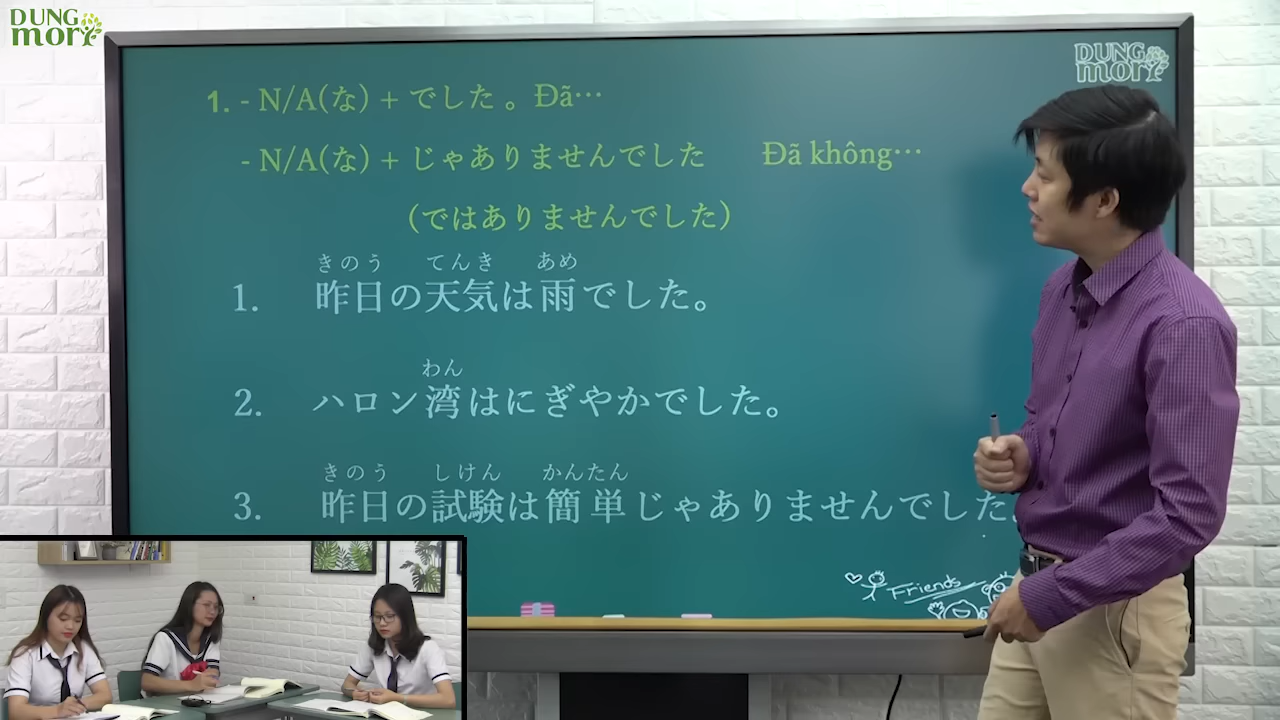 DUNG
mori
DUNG
mori
1. - N/A(な) + でした 。Đã…
- N/A(な) + じゃありませんでした Đã không…
(ではありませんでした)
きのう てんき あめ
1. 昨日の天気は雨でした。
わん
2. ハロン湾はにぎやかでした。
きのう しけん かんたん
3. 昨日の試験は簡単じゃありませんでした。
Friends